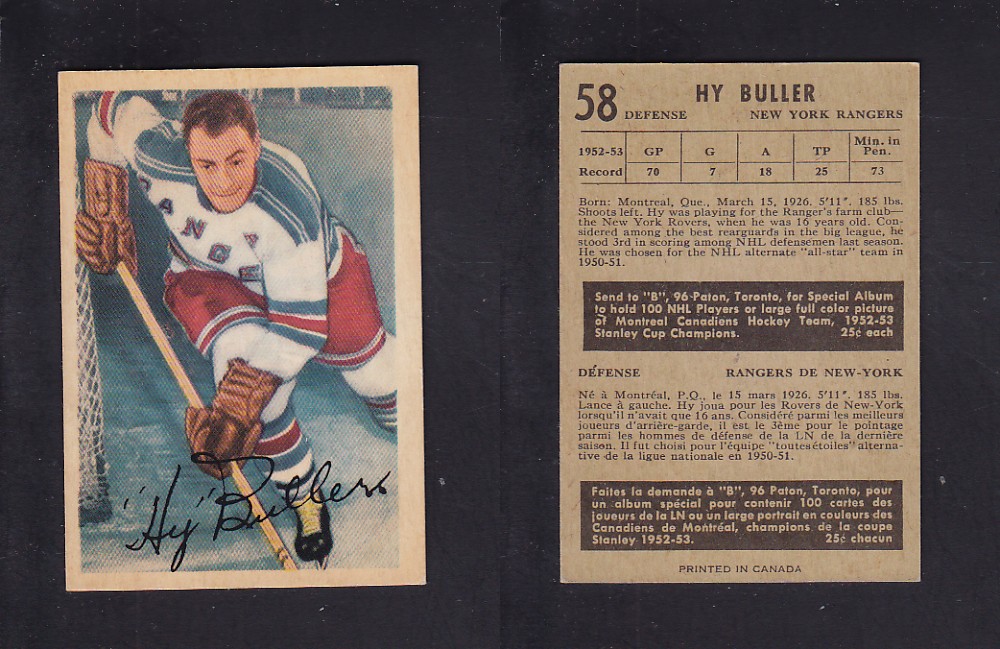 RANGE
"Hy" Buller
58
HY BULLER
DEFENSE NEW YORK RANGERS
1952-53 GP G A TP Min. in Pen.
Record 70 7 18 25 73
Born: Montreal, Que., March 15, 1926. 5'11". 185 lbs.
Shoots left. Hy was playing for the Ranger's farm club—
the New York Rovers, when he was 16 years old. Con-
sidered among the best rearguards in the big league, he
stood 3rd in scoring among NHL defensemen last season.
He was chosen for the NHL alternate "all-star" team in
1950-51.
Send to "B", 96 Paton, Toronto, for Special Album
to hold 100 NHL Players or large full color picture
of Montreal Canadiens Hockey Team, 1952-53
Stanley Cup Champions. 25¢ each
DÉFENSE RANGERS DE NEW-YORK
Né à Montréal, P.Q., le 15 mars 1926. 5'11". 185 lbs.
Lance à gauche. Hy joua pour les Rovers de New-York
lorsqu'il n'avait que 16 ans. Considéré parmi les meilleurs
joueurs d'arrière-garde, il est le 3ème pour le pointage
parmi les hommes de défense de la LN de la dernière
saison. Il fut choisi pour l'équipe "toutes étoiles" alterna-
tive de la ligue nationale en 1950-51.
Faites la demande à "B", 96 Paton, Toronto, pour
un album spécial pour contenir 100 cartes des
joueurs de la LN ou un large portrait en couleurs des
Canadiens de Montréal, champions de la coupe
Stanley 1952-53. 25¢ chacun
PRINTED IN CANADA